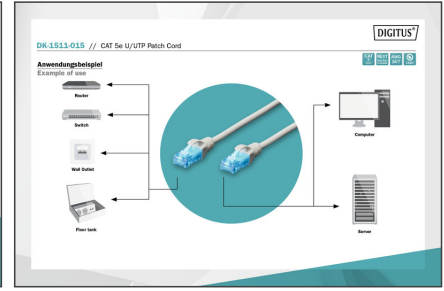 DIGITUS®
DK-1511-015 // CAT 5e U/UTP Patch Cord
Anwendungsbeispiel
Example of use
Router
Switch
Wall Outlet
Floor tank
Computer
Server